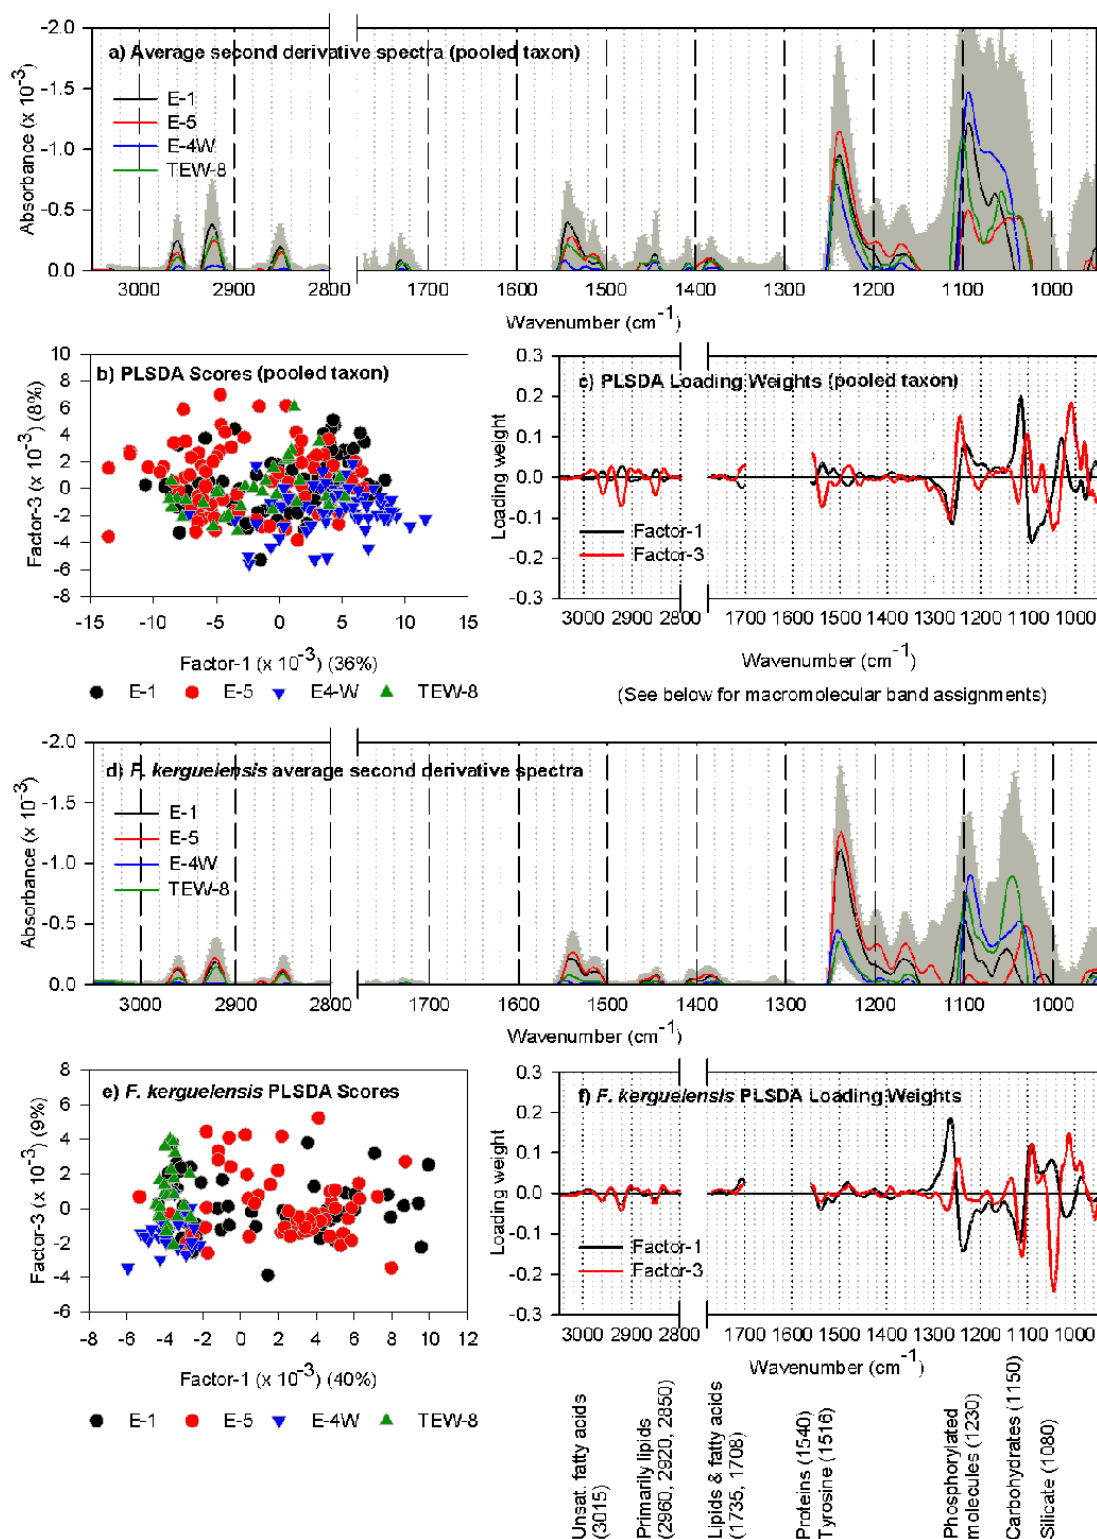 a) Average second derivative spectra (pooled taxon)
Absorbance (x 10-3)
-2.0
-1.5
-1.0
-0.5
0.0
E-1
E-5
E-4W
TEW-8
3000 2900 2800 1700 1600 1500 1400 1300 1200 1100 1000
Wavenumber (cm-1)
b) PLSDA Scores (pooled taxon)
Factor-3 (x 10-3) (8%)
10
8
6
4
2
0
-2
-4
-6
-8
-15 -10 -5 0 5 10 15
Factor-1 (x 10-3) (36%)
E-1 E-5 E4-W TEW-8
c) PLSDA Loading Weights (pooled taxon)
Loading weight
0.3
0.2
0.1
0.0
-0.1
-0.2
-0.3
Factor-1
Factor-3
3000 2900 2800 1700 1600 1500 1400 1300 1200 1100 1000
Wavenumber (cm-1)
(See below for macromolecular band assignments)
d) F. kerguelensis average second derivative spectra
Absorbance (x 10-3)
-2.0
-1.5
-1.0
-0.5
0.0
E-1
E-5
E-4W
TEW-8
3000 2900 2800 1700 1600 1500 1400 1300 1200 1100 1000
Wavenumber (cm-1)
e) F. kerguelensis PLSDA Scores
Factor-3 (x 10-3) (9%)
8
6
4
2
0
-2
-4
-6
-8 -6 -4 -2 0 2 4 6 8 10 12
Factor-1 (x 10-3) (40%)
E-1 E-5 E-4W TEW-8
f) F. kerguelensis PLSDA Loading Weights
Loading weight
0.3
0.2
0.1
0.0
-0.1
-0.2
-0.3
Factor-1
Factor-3
3000 2900 2800 1700 1600 1500 1400 1300 1200 1100 1000
Wavenumber (cm-1)
Unsat. fatty acids
(3015)
Primarily lipids
(2960, 2920, 2850)
Lipids & fatty acids
(1735, 1708)
Proteins (1540)
Tyrosine (1516)
Phosphorylated
molecules (1230)
Carbohydrates (1150)
Silicate (1080)